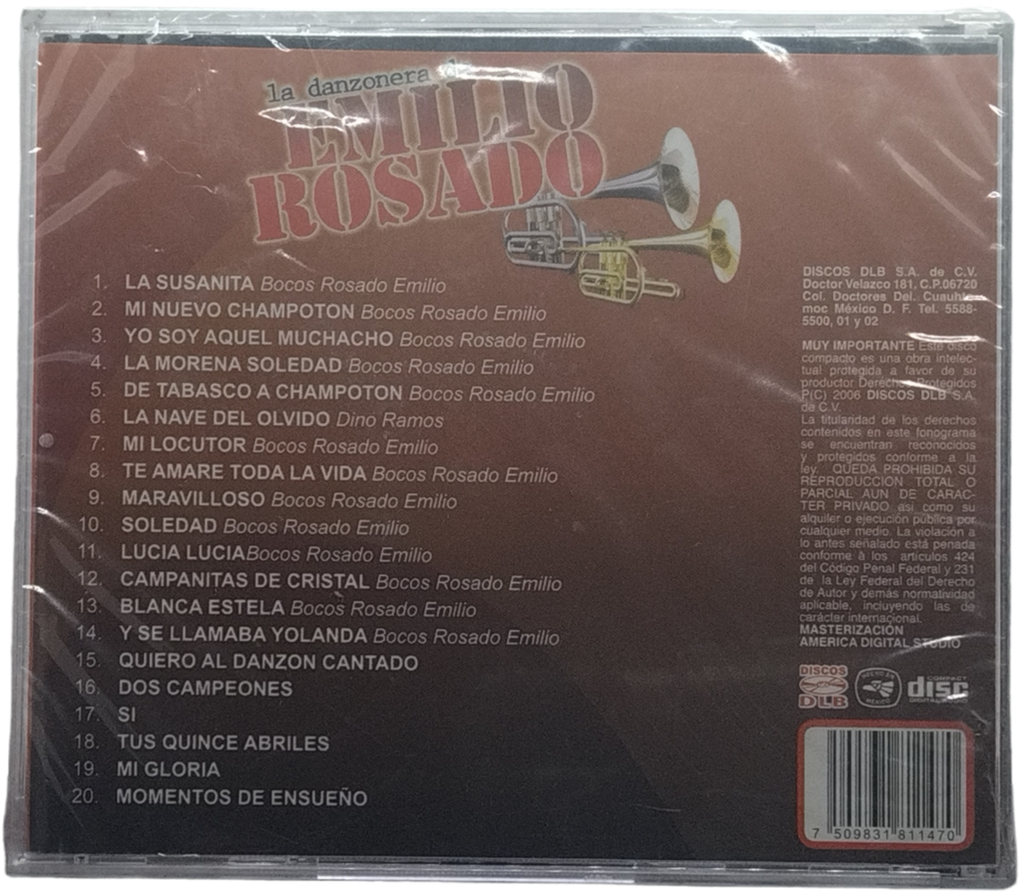 la danzonera de
EMILIO
ROSADO
1. LA SUSANITA Bocos Rosado Emilio
2. MI NUEVO CHAMPOTON Bocos Rosado Emilio
3. YO SOY AQUEL MUCHACHO Bocos Rosado Emilio
4. LA MORENA SOLEDAD Bocos Rosado Emilio
5. DE TABASCO A CHAMPOTON Bocos Rosado Emilio
6. LA NAVE DEL OLVIDO Dino Ramos
7. MI LOCUTOR Bocos Rosado Emilio
8. TE AMARE TODA LA VIDA Bocos Rosado Emilio
9. MARAVILLOSO Bocos Rosado Emilio
10. SOLEDAD Bocos Rosado Emilio
11. LUCIA LUCIA Bocos Rosado Emilio
12. CAMPANITAS DE CRISTAL Bocos Rosado Emilio
13. BLANCA ESTELA Bocos Rosado Emilio
14. Y SE LLAMABA YOLANDA Bocos Rosado Emilio
15. QUIERO AL DANZON CANTADO
16. DOS CAMPEONES
17. SI
18. TUS QUINCE ABRILES
19. MI GLORIA
20. MOMENTOS DE ENSUEÑO
DISCOS DLB S.A. de C.V.
Doctor Velazco 181, C.P.06720
Col. Doctores Del. Cuauhte-
moc México D. F. Tel. 5588-
5500, 01 y 02
MUY IMPORTANTE Este disco
compacto es una obra intelec-
tual protegida a favor de su
productor Derechos Protegidos
P(C) 2006 DISCOS DLB S.A.
de C.V.
La titularidad de los derechos
contenidos en este fonograma
se encuentran reconocidos
y protegidos conforme a la
ley. QUEDA PROHIBIDA SU
REPRODUCCION TOTAL O
PARCIAL AUN DE CARAC-
TER PRIVADO así como su
alquiler o ejecución pública por
cualquier medio. La violación a
lo antes señalado está penada
conforme a los artículos 424
del Código Penal Federal y 231
de la Ley Federal del Derecho
de Autor y demás normatividad
aplicable, incluyendo las de
carácter internacional.
MASTERIZACIÓN
AMERICA DIGITAL STUDIO
DISCOS
DLB
HECHO EN
MEXICO
COMPACT
disc
DIGITAL AUDIO
7 509831 811470